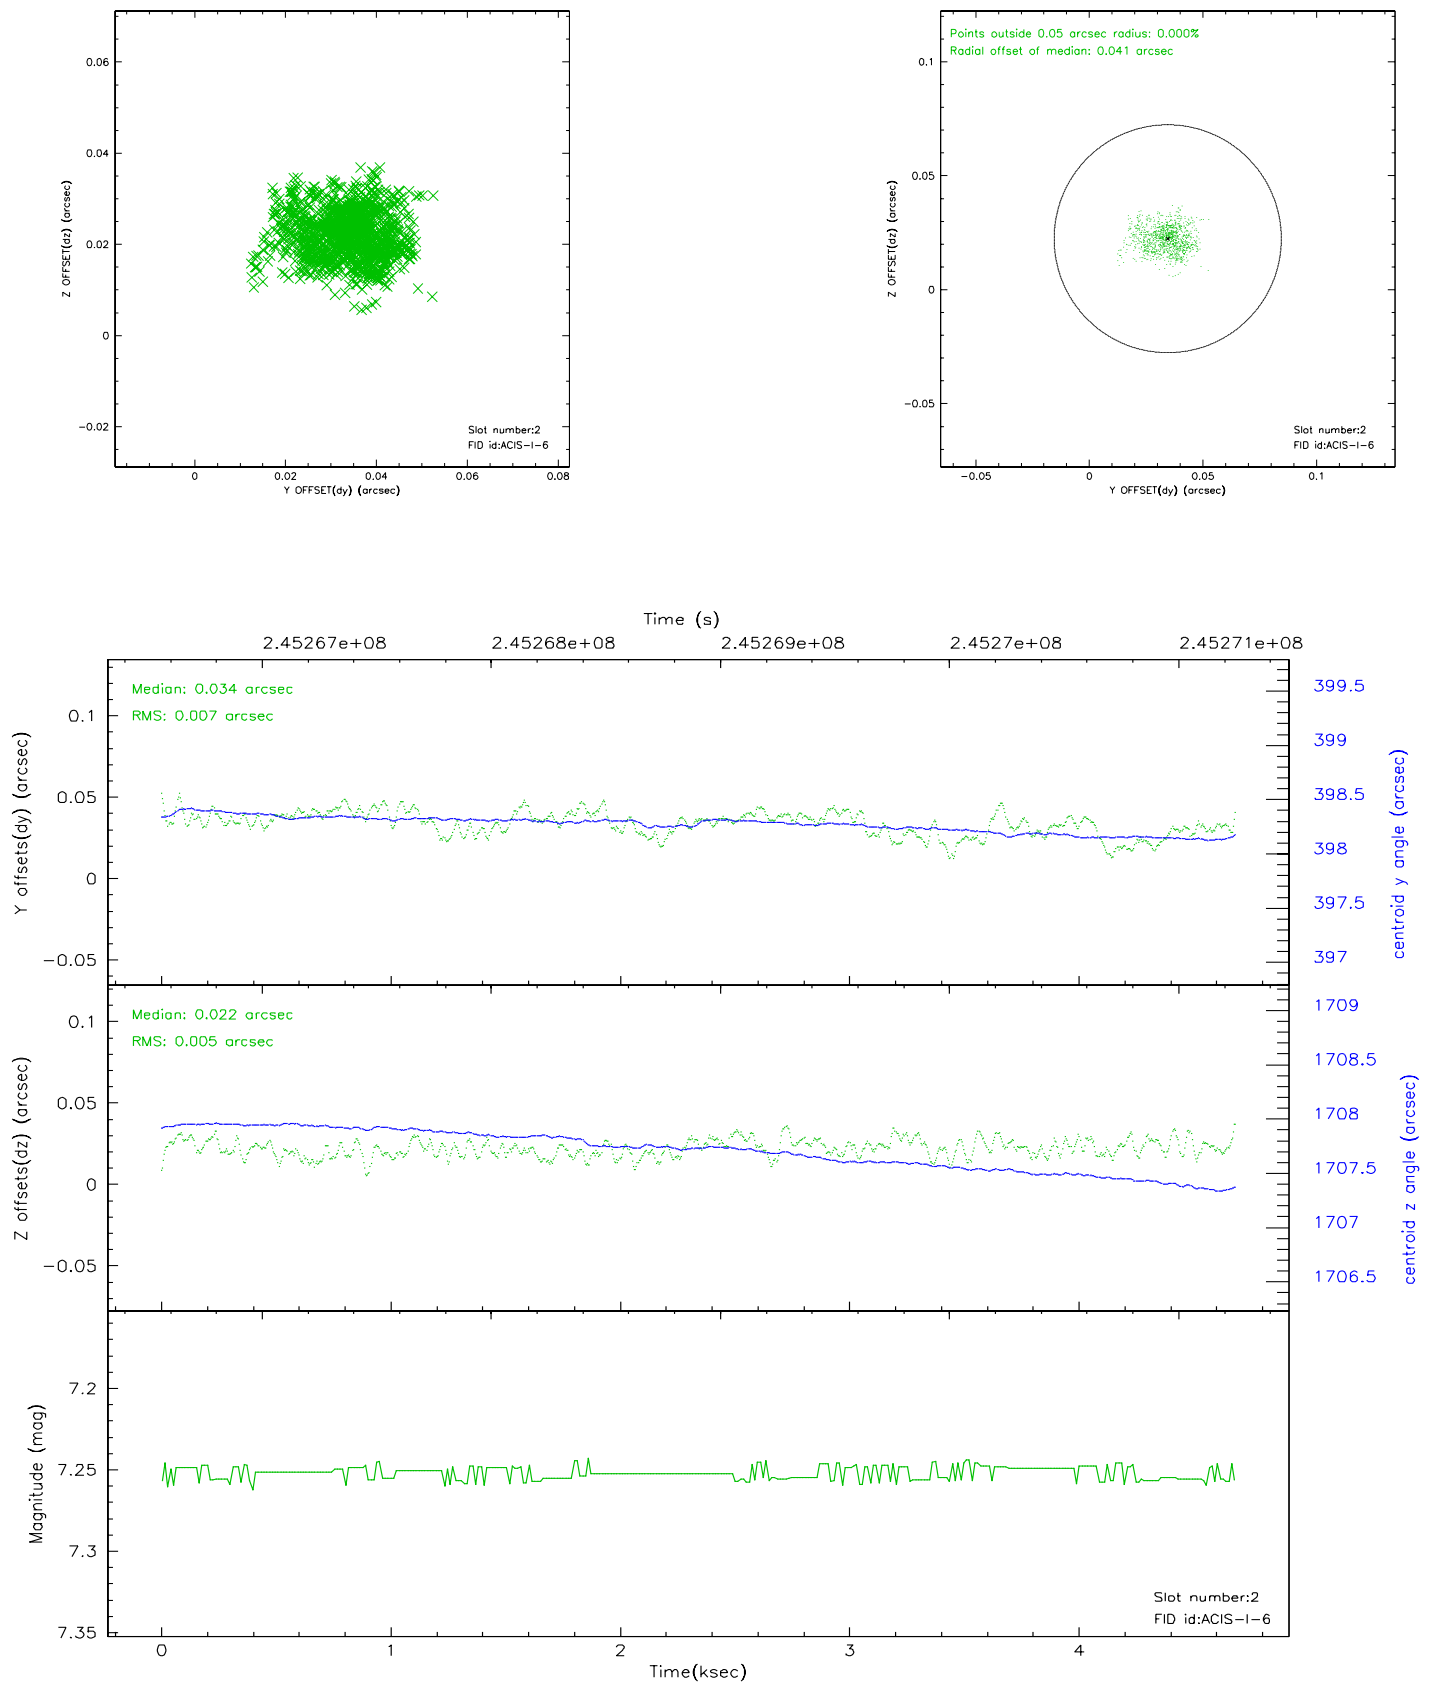 0.06
0.04
0.02
0
-0.02
Z OFFSET(dz) (arcsec)
Slot number:2
FID id:ACIS-I-6
0
0.02
0.04
0.06
0.08
Y OFFSET(dy) (arcsec)
Points outside 0.05 arcsec radius: 0.000%
Radial offset of median: 0.041 arcsec
0.1
0.05
0
-0.05
Z OFFSET(dz) (arcsec)
Slot number:2
FID id:ACIS-I-6
-0.05
0
0.05
0.1
Y OFFSET(dy) (arcsec)
Time (s)
2.45267e+08
2.45268e+08
2.45269e+08
2.4527e+08
2.45271e+08
Median: 0.034 arcsec
RMS: 0.007 arcsec
0.1
0.05
0
-0.05
Y offsets(dy) (arcsec)
399.5
399
398.5
398
397.5
397
centroid y angle (arcsec)
Median: 0.022 arcsec
RMS: 0.005 arcsec
0.1
0.05
0
-0.05
Z offsets(dz) (arcsec)
1709
1708.5
1708
1707.5
1707
1706.5
centroid z angle (arcsec)
7.2
7.25
7.3
7.35
Magnitude (mag)
Slot number:2
FID id:ACIS-I-6
0
1
2
3
4
Time(ksec)